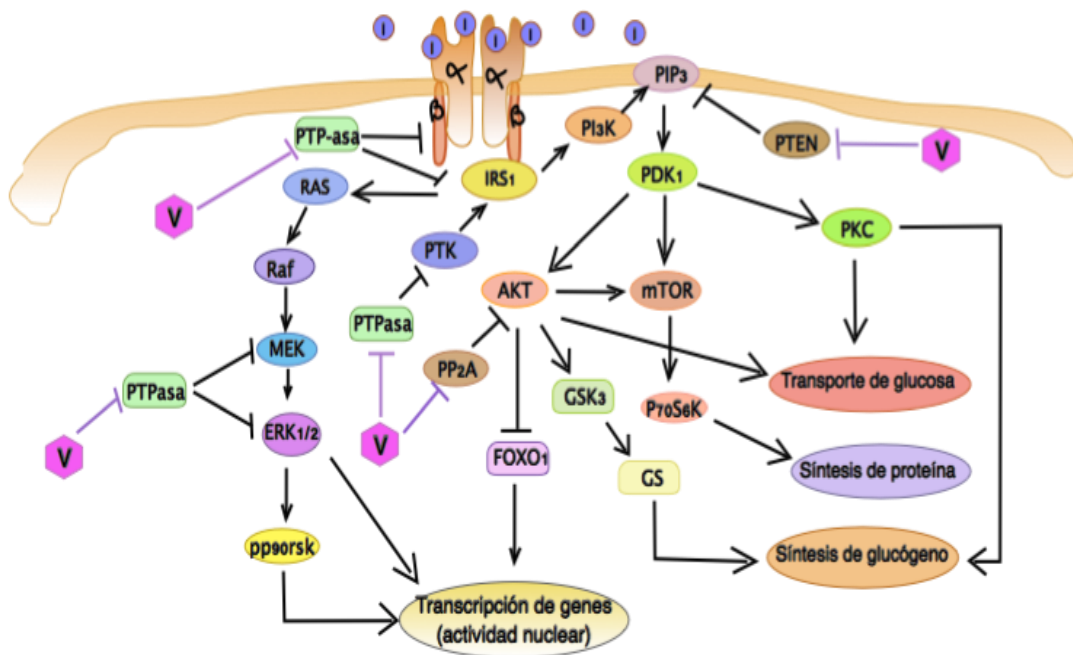 I
I
I
I
I
I
I
I
α
α
PIP3
β
β
PI3K
PTP-asa
PTEN
V
RAS
IRS1
PDK1
V
PKC
PTK
Raf
AKT
mTOR
PTPasa
MEK
PP2A
Transporte de glucosa
PTPasa
GSK3
P70S6K
ERK1/2
V
V
FOXO1
GS
Síntesis de proteína
pp90rsk
Síntesis de glucógeno
Transcripción de genes
(actividad nuclear)